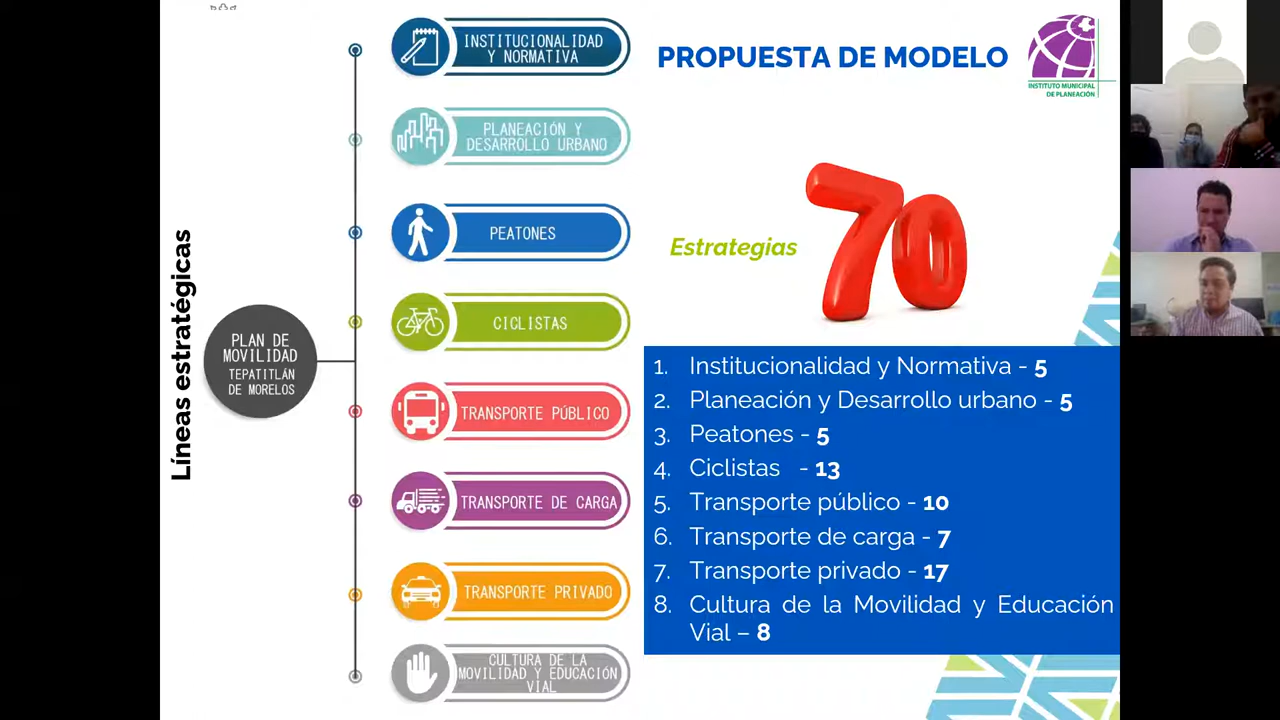 INSTITUCIONALIDAD
Y NORMATIVA
PLANEACIÓN Y
DESARROLLO URBANO
PEATONES
CICLISTAS
TRANSPORTE PÚBLICO
TRANSPORTE DE CARGA
TRANSPORTE PRIVADO
CULTURA DE LA
MOVILIDAD Y EDUCACIÓN
VIAL
Líneas estratégicas
PLAN DE
MOVILIDAD
TEPATITLÁN
DE MORELOS
PROPUESTA DE MODELO
INSTITUTO MUNICIPAL
DE PLANEACIÓN
Estrategias 70
1. Institucionalidad y Normativa - 5
2. Planeación y Desarrollo urbano - 5
3. Peatones - 5
4. Ciclistas - 13
5. Transporte público - 10
6. Transporte de carga - 7
7. Transporte privado - 17
8. Cultura de la Movilidad y Educación
Vial – 8